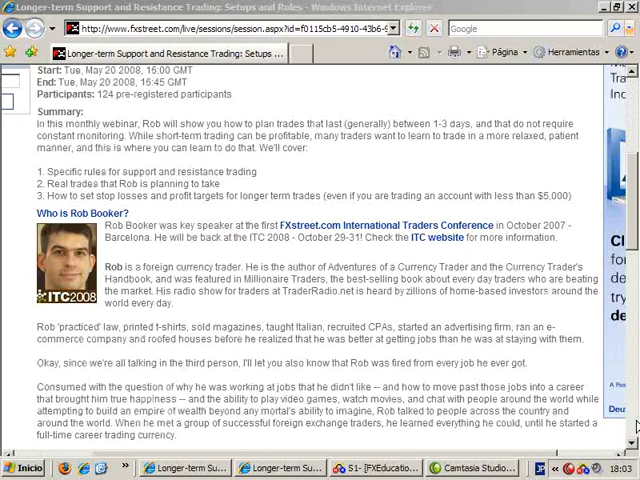 Longer-term Support and Resistance Trading: Setups and Rules - Windows Internet Explorer
http://www.fxstreet.com/live/sessions/session.aspx?id=f0115cb5-4910-43b6-9
Google
Longer-term Support and Resistance Trading: Setups ...
Página
Herramientas
Start: Tue, May 20 2008, 16:00 GMT
End: Tue, May 20 2008, 16:45 GMT
Participants: 124 pre-registered participants
Summary:
In this monthly webinar, Rob will show you how to plan trades that last (generally) between 1-3 days, and that do not require
constant monitoring. While short-term trading can be profitable, many traders want to learn to trade in a more relaxed, patient
manner, and this is where you can learn to do that. We'll cover:
1. Specific rules for support and resistance trading
2. Real trades that Rob is planning to take
3. How to set stop losses and profit targets for longer term trades (even if you are trading an account with less than $5,000)
Who is Rob Booker?
Rob Booker was key speaker at the first FXstreet.com International Traders Conference in October 2007 -
Barcelona. He will be back at the ITC 2008 - October 29-31! Check the ITC website for more information.
Rob is a foreign currency trader. He is the author of Adventures of a Currency Trader and the Currency Trader's
Handbook, and was featured in Millionaire Traders, the best-selling book about every day traders who are beating
the market. His radio show for traders at TraderRadio.net is heard by zillions of home-based investors around the
world every day.
ITC2008
Rob 'practiced' law, printed t-shirts, sold magazines, taught Italian, recruited CPAs, started an advertising firm, ran an e-
commerce company and roofed houses before he realized that he was better at getting jobs than he was at staying with them.
Okay, since we're all talking in the third person, I'll let you also know that Rob was fired from every job he ever got.
Consumed with the question of why he was working at jobs that he didn't like -- and how to move past those jobs into a career
that brought him true happiness -- and the ability to play video games, watch movies, and chat with people around the world while
attempting to build an empire of wealth beyond any mortal's ability to imagine, Rob talked to people across the country and
around the world. When he met a group of successful foreign exchange traders, he learned everything he could, until he started a
full-time career trading currency.
Ma
Tra
Inc
Cl
for
tra
de
A Res
Deut
Inicio
Longer-term Su...
Longer-term Su...
S1- [FXEducatio...
Camtasia Studio...
JP
18:03